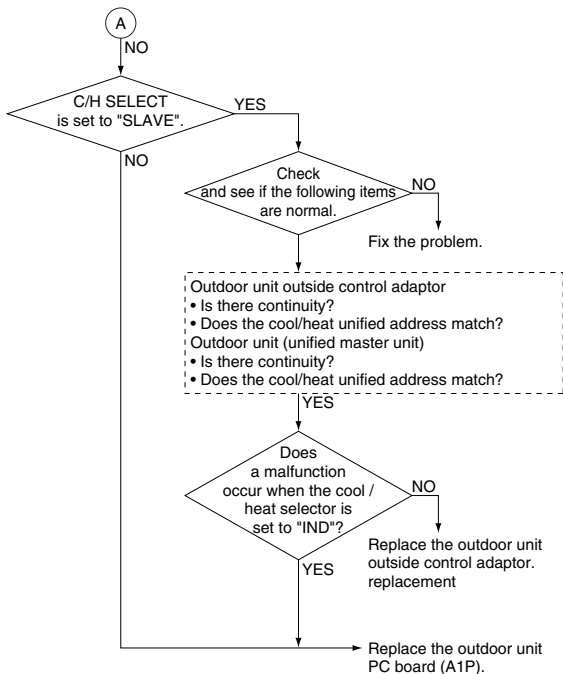 A
NO
C/H SELECT
is set to "SLAVE".
YES
NO
Check
and see if the following items
are normal.
NO
Fix the problem.
Outdoor unit outside control adaptor
• Is there continuity?
• Does the cool/heat unified address match?
Outdoor unit (unified master unit)
• Is there continuity?
• Does the cool/heat unified address match?
YES
Does
a malfunction
occur when the cool /
heat selector is
set to "IND"?
NO
Replace the outdoor unit
outside control adaptor.
replacement
YES
Replace the outdoor unit
PC board (A1P).